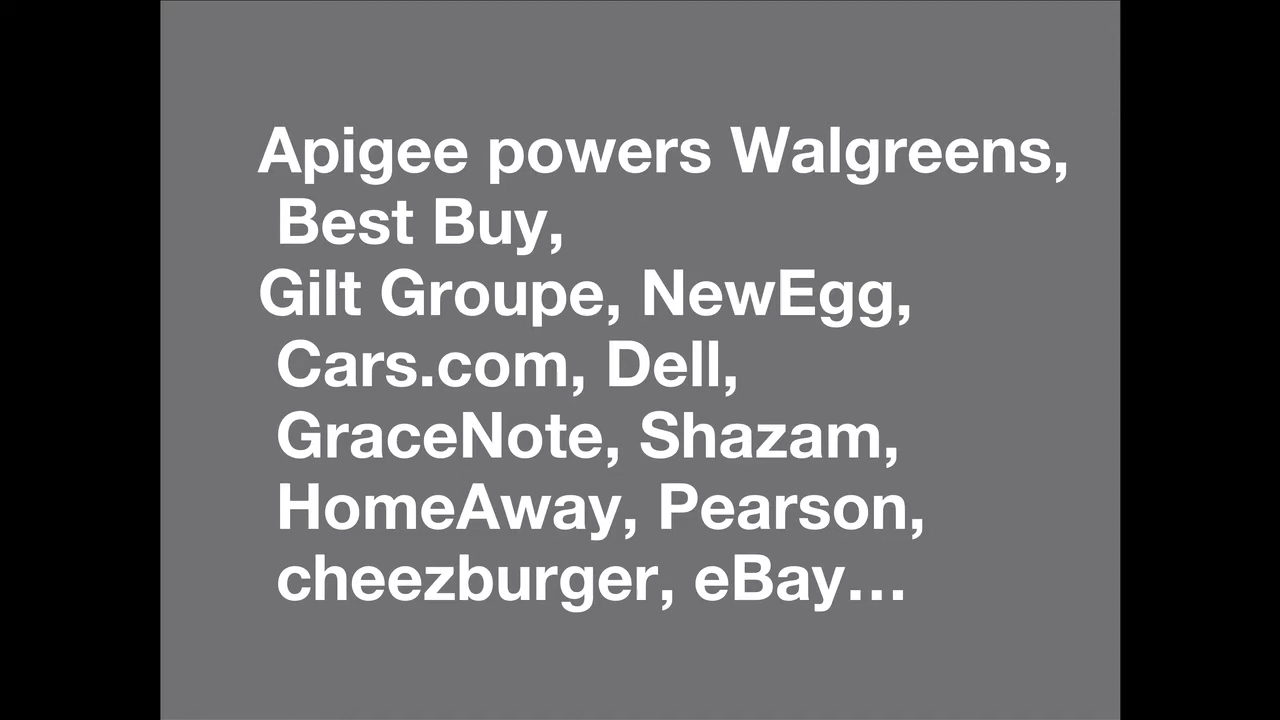 Apigee powers Walgreens,
Best Buy,
Gilt Groupe, NewEgg,
Cars.com, Dell,
GraceNote, Shazam,
HomeAway, Pearson,
cheezburger, eBay...